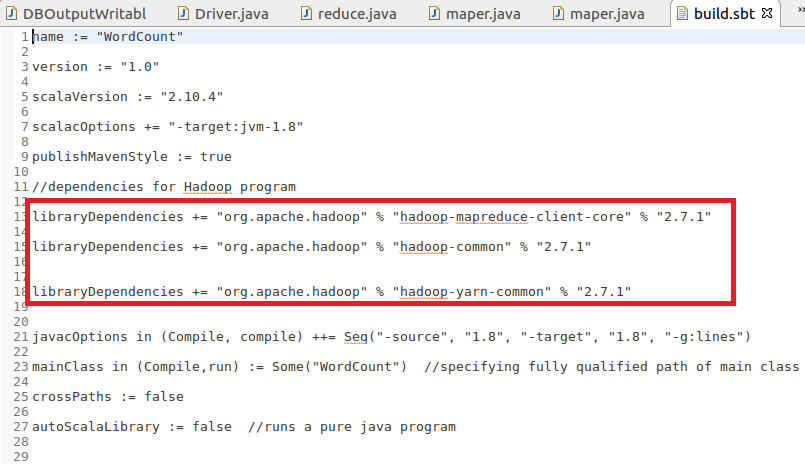 DBOutputWritabl Driver.java reduce.java maper.java maper.java build.sbt
1 name := "WordCount"
2
3 version := "1.0"
4
5 scalaVersion := "2.10.4"
6
7 scalacOptions += "-target:jvm-1.8"
8
9 publishMavenStyle := true
10
11 //dependencies for Hadoop program
12
13 libraryDependencies += "org.apache.hadoop" % "hadoop-mapreduce-client-core" % "2.7.1"
14
15 libraryDependencies += "org.apache.hadoop" % "hadoop-common" % "2.7.1"
16
17
18 libraryDependencies += "org.apache.hadoop" % "hadoop-yarn-common" % "2.7.1"
19
20
21 javacOptions in (Compile, compile) ++= Seq("-source", "1.8", "-target", "1.8", "-g:lines")
22
23 mainClass in (Compile,run) := Some("WordCount")  //specifying fully qualified path of main class
24
25 crossPaths := false
26
27 autoScalaLibrary := false  //runs a pure java program
28
29